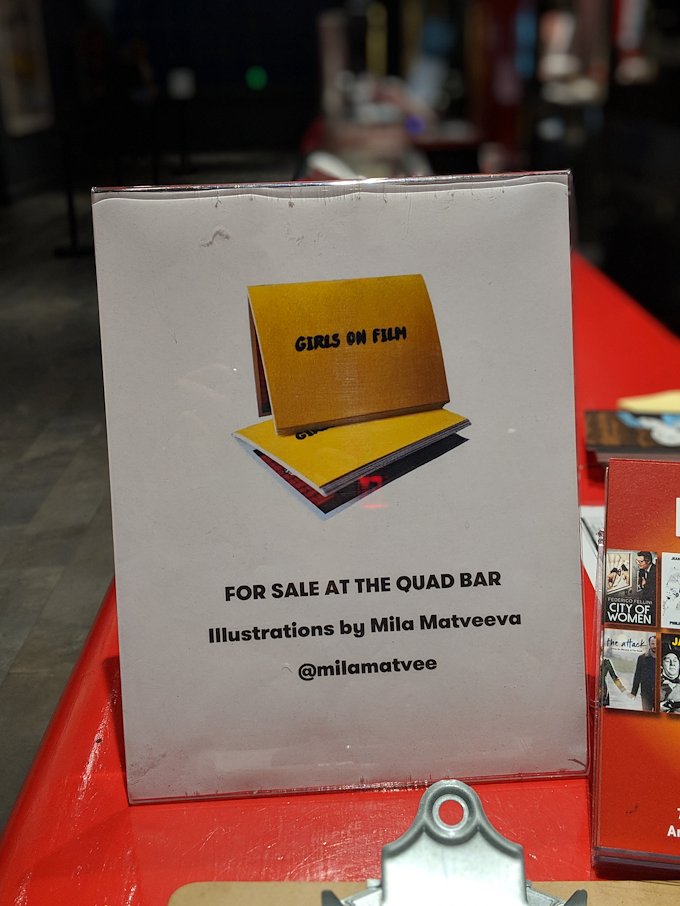 GIRLS ON FILM
FOR SALE AT THE QUAD BAR
Illustrations by Mila Matveeva
@milamatvee
FEDERICO FELLINI
CITY OF
WOMEN
the attack